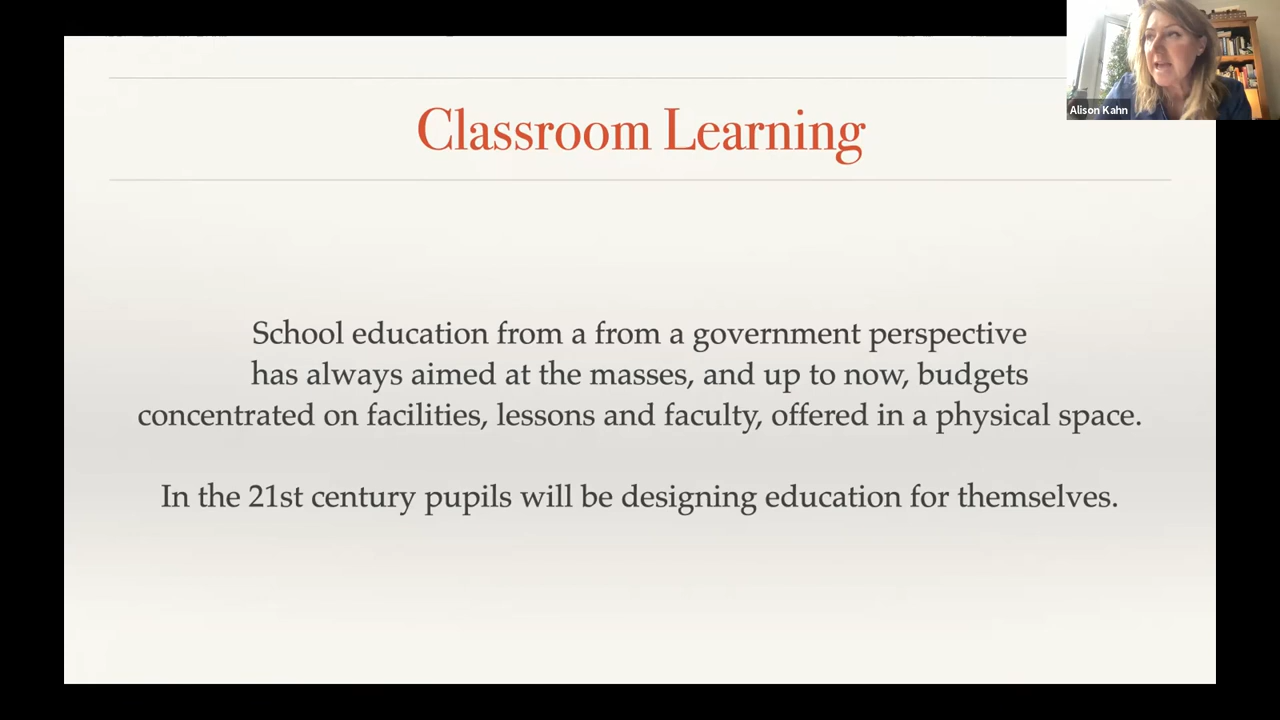 Alison Kahn
Classroom Learning
School education from a from a government perspective
has always aimed at the masses, and up to now, budgets
concentrated on facilities, lessons and faculty, offered in a physical space.
In the 21st century pupils will be designing education for themselves.